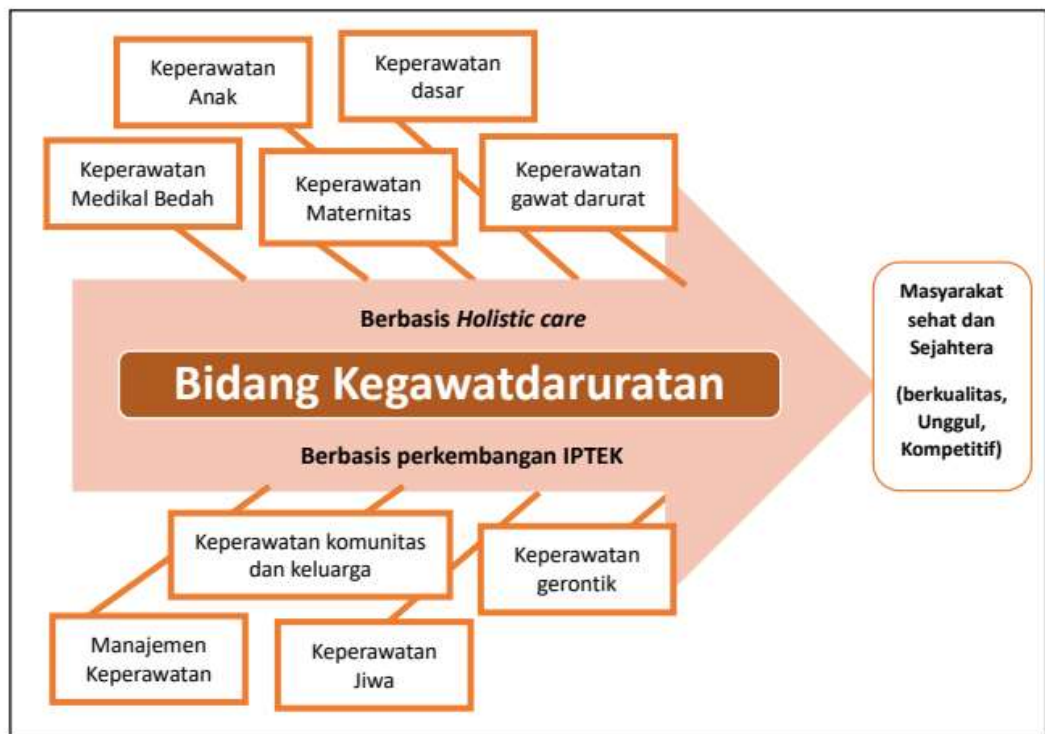 Keperawatan
Anak
Keperawatan
dasar
Keperawatan
Medikal Bedah
Keperawatan
Maternitas
Keperawatan
gawat darurat
Berbasis Holistic care
Bidang Kegawatdaruratan
Berbasis perkembangan IPTEK
Masyarakat
sehat dan
Sejahtera
(berkualitas,
Unggul,
Kompetitif)
Keperawatan komunitas
dan keluarga
Keperawatan
gerontik
Manajemen
Keperawatan
Keperawatan
Jiwa